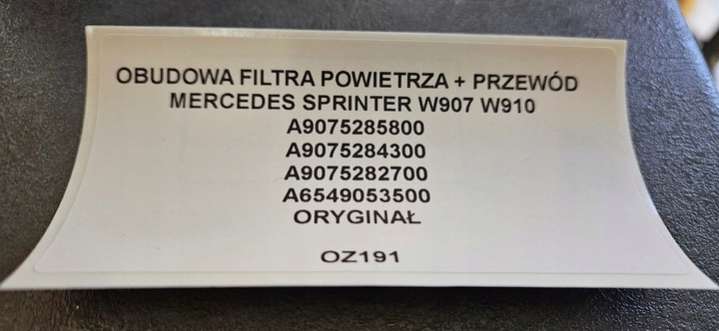 OBUDOWA FILTRA POWIETRZA + PRZEWÓD
MERCEDES SPRINTER W907 W910
A9075285800
A9075284300
A9075282700
A6549053500
ORYGINAŁ
OZ191